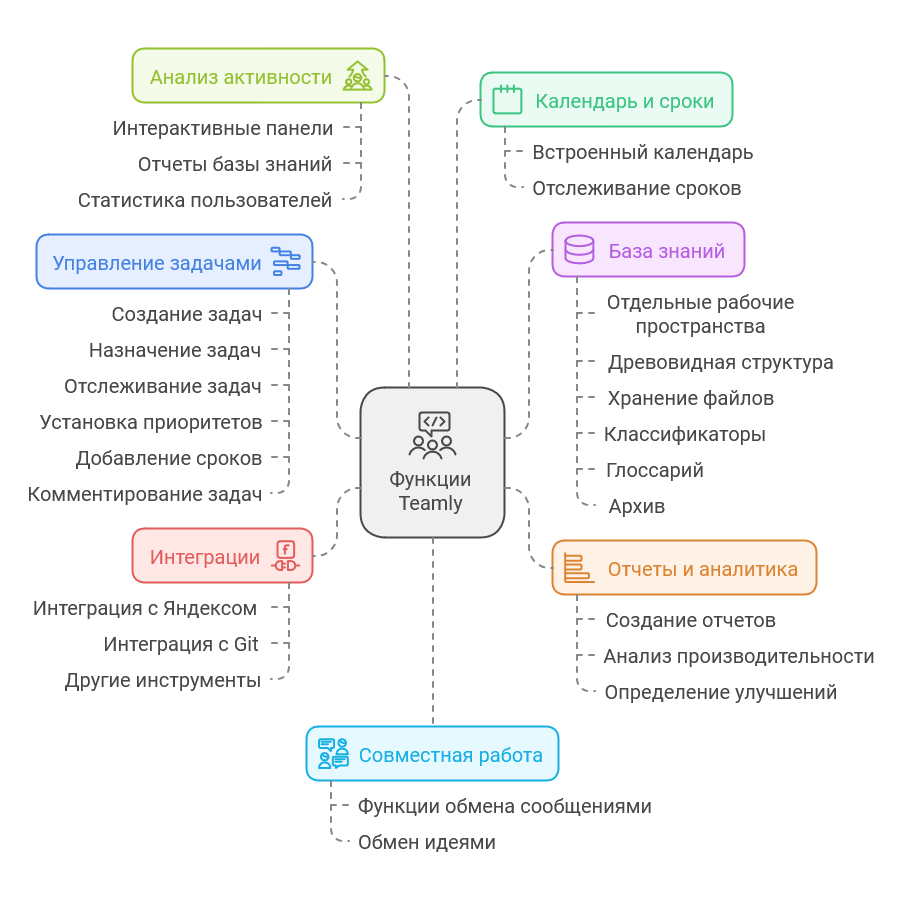 Анализ активности
Интерактивные панели
Отчеты базы знаний
Статистика пользователей
Календарь и сроки
Встроенный календарь
Отслеживание сроков
Управление задачами
Создание задач
Назначение задач
Отслеживание задач
Установка приоритетов
Добавление сроков
Комментирование задач
База знаний
Отдельные рабочие
пространства
Древовидная структура
Хранение файлов
Классификаторы
Глоссарий
Архив
Функции
Teamly
Интеграции
Интеграция с Яндексом
Интеграция с Git
Другие инструменты
Отчеты и аналитика
Создание отчетов
Анализ производительности
Определение улучшений
Совместная работа
Функции обмена сообщениями
Обмен идеями